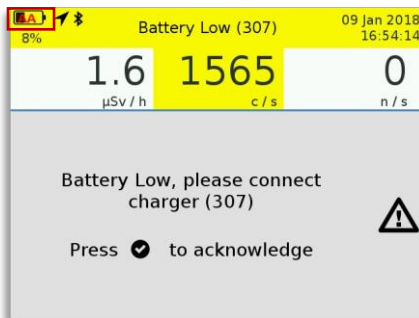 AA
8%
Battery Low (307)
09 Jan 2018
16:54:14
1.6
1565
0
µSv / h
c / s
n / s
Battery Low, please connect
charger (307)
Press to acknowledge